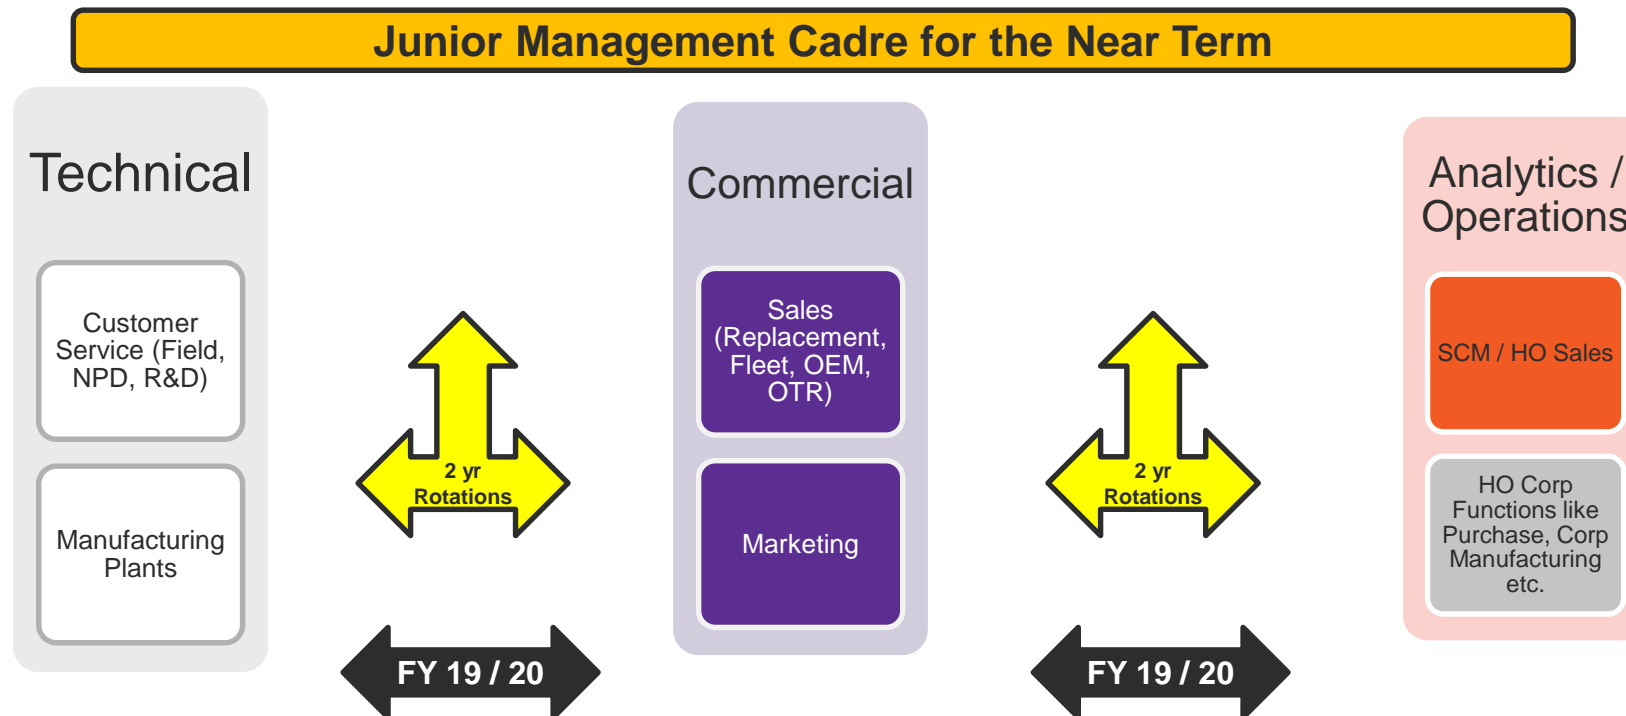 Junior Management Cadre for the Near Term
Technical
Customer
Service (Field,
NPD, R&D)
Manufacturing
Plants
2 yr
Rotations
FY 19 / 20
Commercial
Sales
(Replacement,
Fleet, OEM,
OTR)
Marketing
2 yr
Rotations
FY 19 / 20
Analytics /
Operations
SCM / HO Sales
HO Corp
Functions like
Purchase, Corp
Manufacturing
etc.